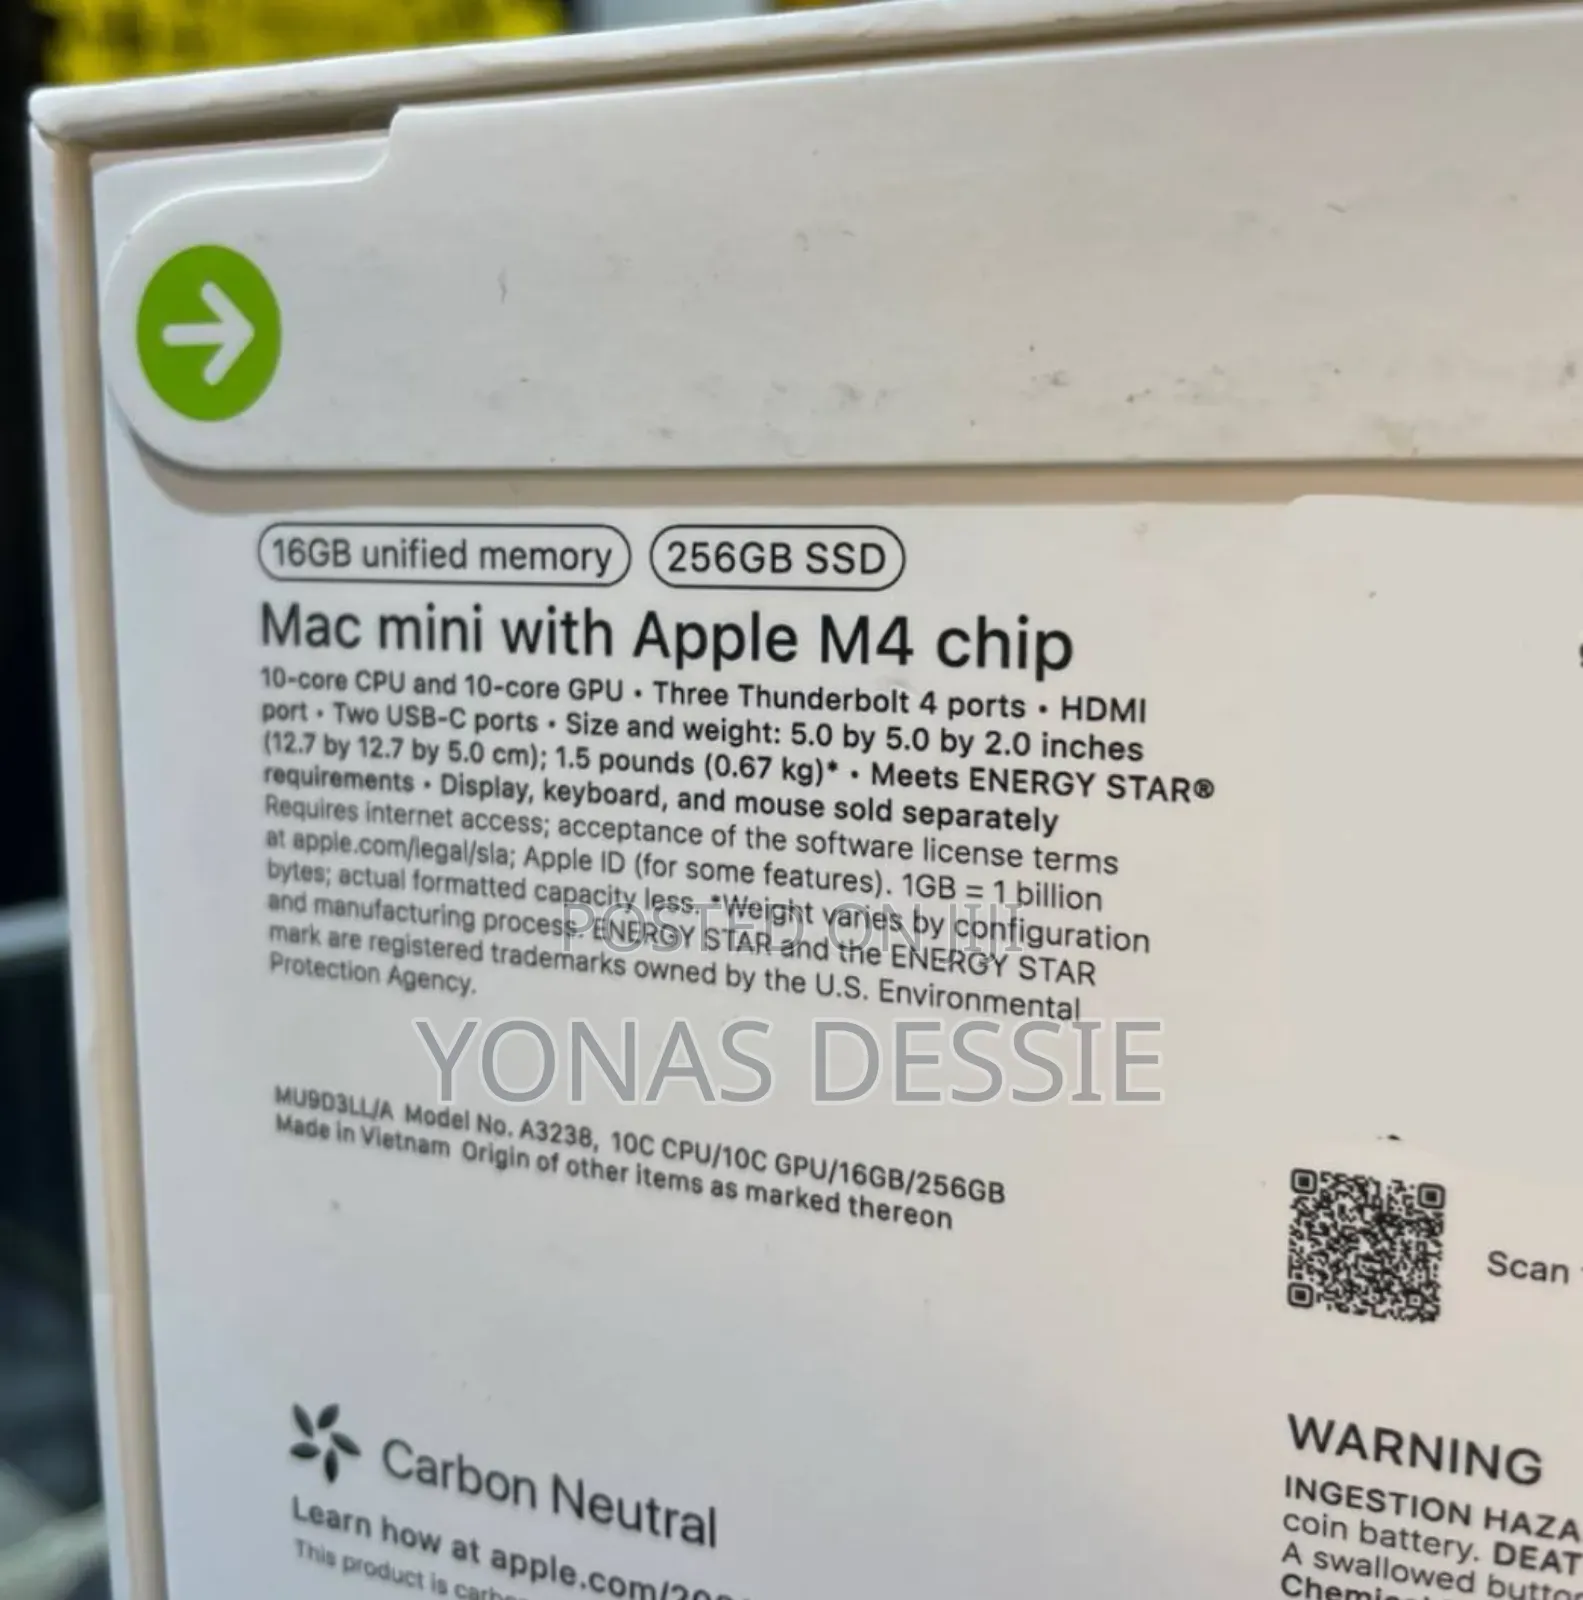 16GB unified memory 256GB SSD
Mac mini with Apple M4 chip
10-core CPU and 10-core GPU • Three Thunderbolt 4 ports • HDMI
port • Two USB-C ports • Size and weight: 5.0 by 5.0 by 2.0 inches
(12.7 by 12.7 by 5.0 cm); 1.5 pounds (0.67 kg)* • Meets ENERGY STAR®
requirements • Display, keyboard, and mouse sold separately
Requires internet access; acceptance of the software license terms
at apple.com/legal/sla; Apple ID (for some features). 1GB = 1 billion
bytes; actual formatted capacity less. *Weight varies by configuration
and manufacturing process. ENERGY STAR and the ENERGY STAR
mark are registered trademarks owned by the U.S. Environmental
Protection Agency.
POSTED ON JIJI
YONAS DESSIE
MU9D3LL/A Model No. A3238, 10C CPU/10C GPU/16GB/256GB
Made in Vietnam Origin of other items as marked thereon
Scan
Carbon Neutral
Learn how at apple.com/
This product is
WARNING
INGESTION HAZA
coin battery. DEAT
A swallowed